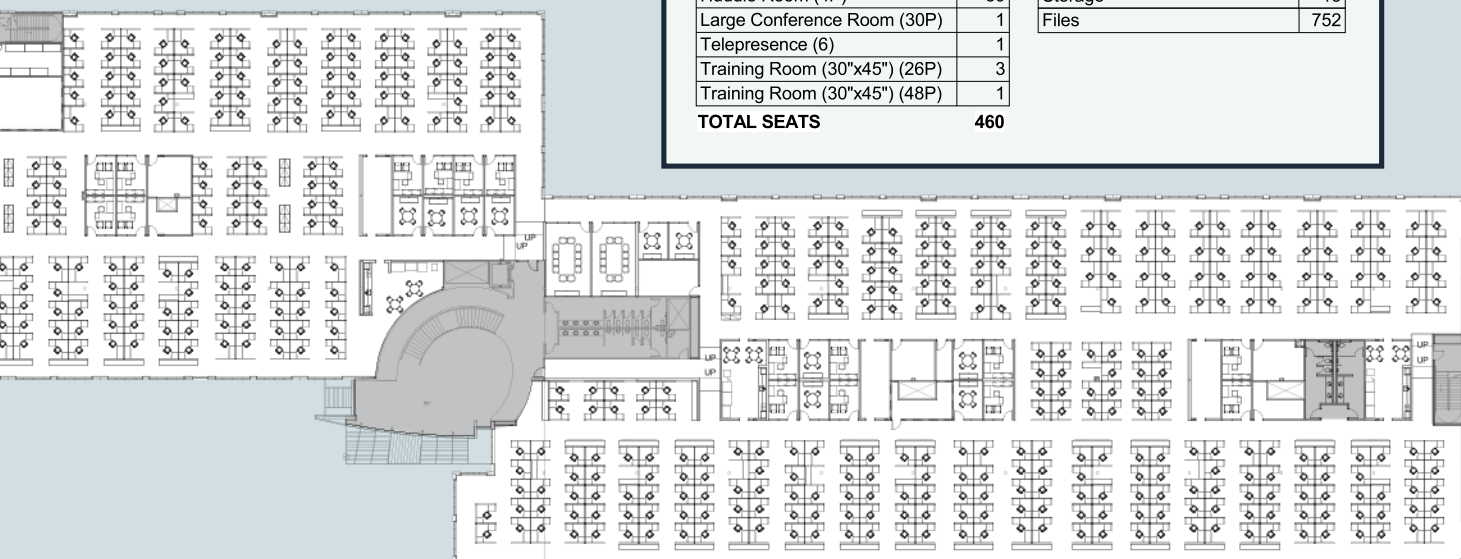 Large Conference Room (30P) 1
Files 752
Telepresence (6) 1
Training Room (30"x45") (26P) 3
Training Room (30"x45") (48P) 1
TOTAL SEATS 460
UP
UP
UP
UP
UP
UP